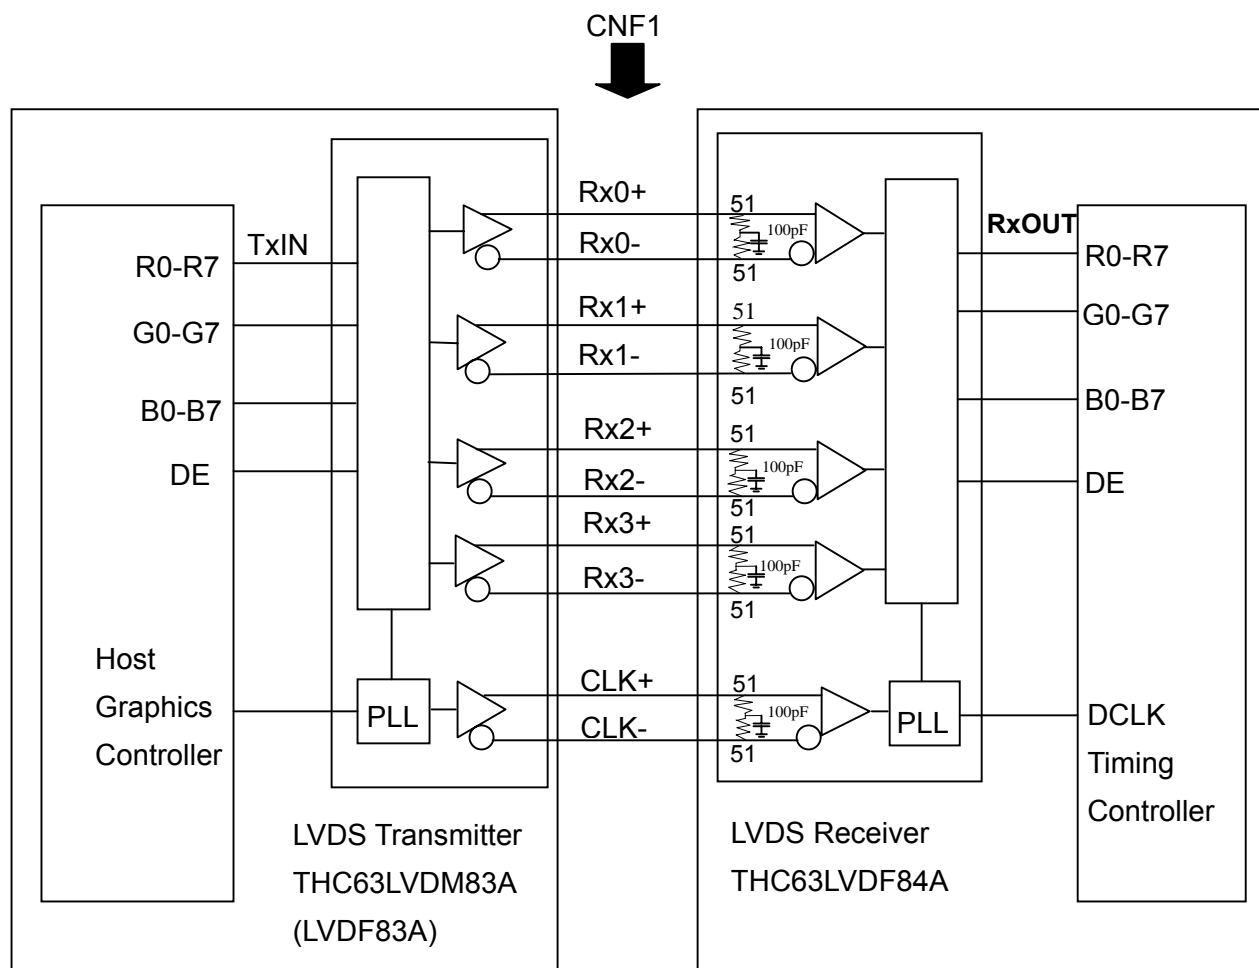 CNF1
TxIN
R0-R7
G0-G7
B0-B7
DE
Host
Graphics
Controller
PLL
LVDS Transmitter
THC63LVDM83A
(LVDF83A)
Rx0+
Rx0-
Rx1+
Rx1-
Rx2+
Rx2-
Rx3+
Rx3-
CLK+
CLK-
51
100pF
51
51
100pF
51
51
100pF
51
51
100pF
51
51
100pF
51
PLL
LVDS Receiver
THC63LVDF84A
RxOUT
R0-R7
G0-G7
B0-B7
DE
DCLK
Timing
Controller